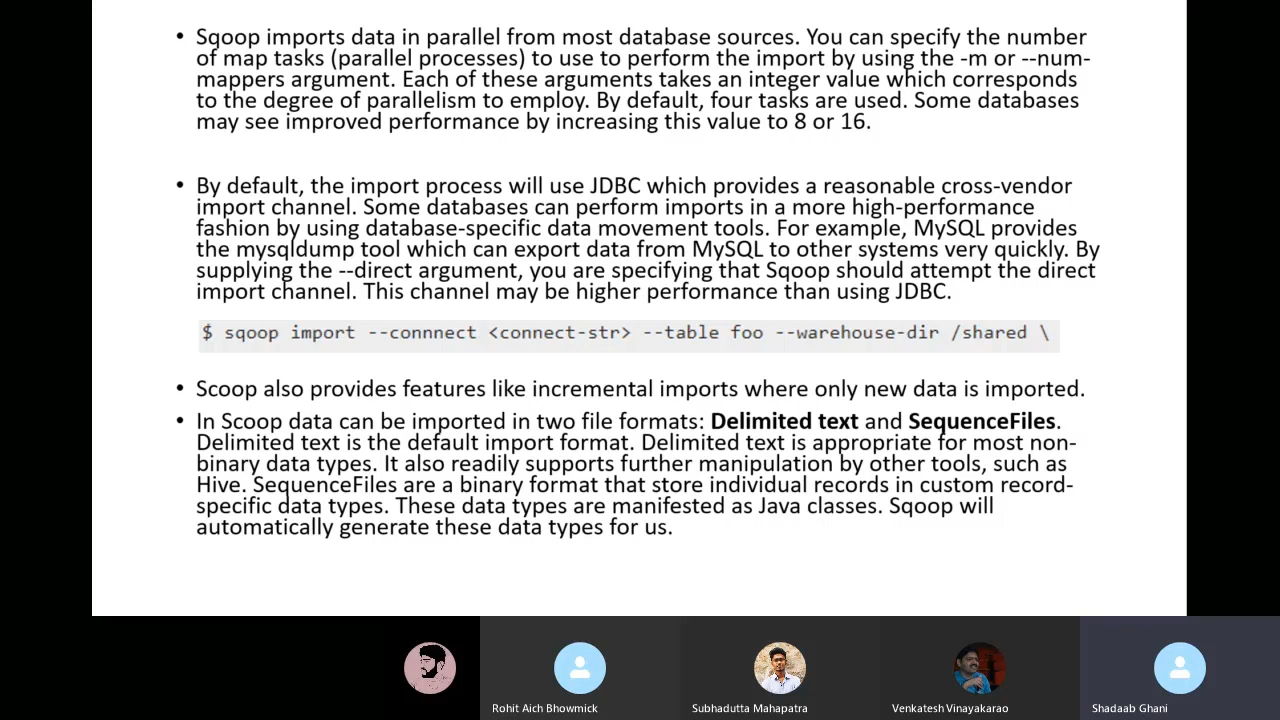 • Sqoop imports data in parallel from most database sources. You can specify the number
of map tasks (parallel processes) to use to perform the import by using the -m or --num-
mappers argument. Each of these arguments takes an integer value which corresponds
to the degree of parallelism to employ. By default, four tasks are used. Some databases
may see improved performance by increasing this value to 8 or 16.
• By default, the import process will use JDBC which provides a reasonable cross-vendor
import channel. Some databases can perform imports in a more high-performance
fashion by using database-specific data movement tools. For example, MySQL provides
the mysqldump tool which can export data from MySQL to other systems very quickly. By
supplying the --direct argument, you are specifying that Sqoop should attempt the direct
import channel. This channel may be higher performance than using JDBC.
$ sqoop import --connnect <connect-str> --table foo --warehouse-dir /shared \
• Scoop also provides features like incremental imports where only new data is imported.
• In Scoop data can be imported in two file formats: Delimited text and SequenceFiles.
Delimited text is the default import format. Delimited text is appropriate for most non-
binary data types. It also readily supports further manipulation by other tools, such as
Hive. SequenceFiles are a binary format that store individual records in custom record-
specific data types. These data types are manifested as Java classes. Sqoop will
automatically generate these data types for us.
Rohit Aich Bhowmick
Subhadutta Mahapatra
Venkatesh Vinayakarao
Shadaab Ghani